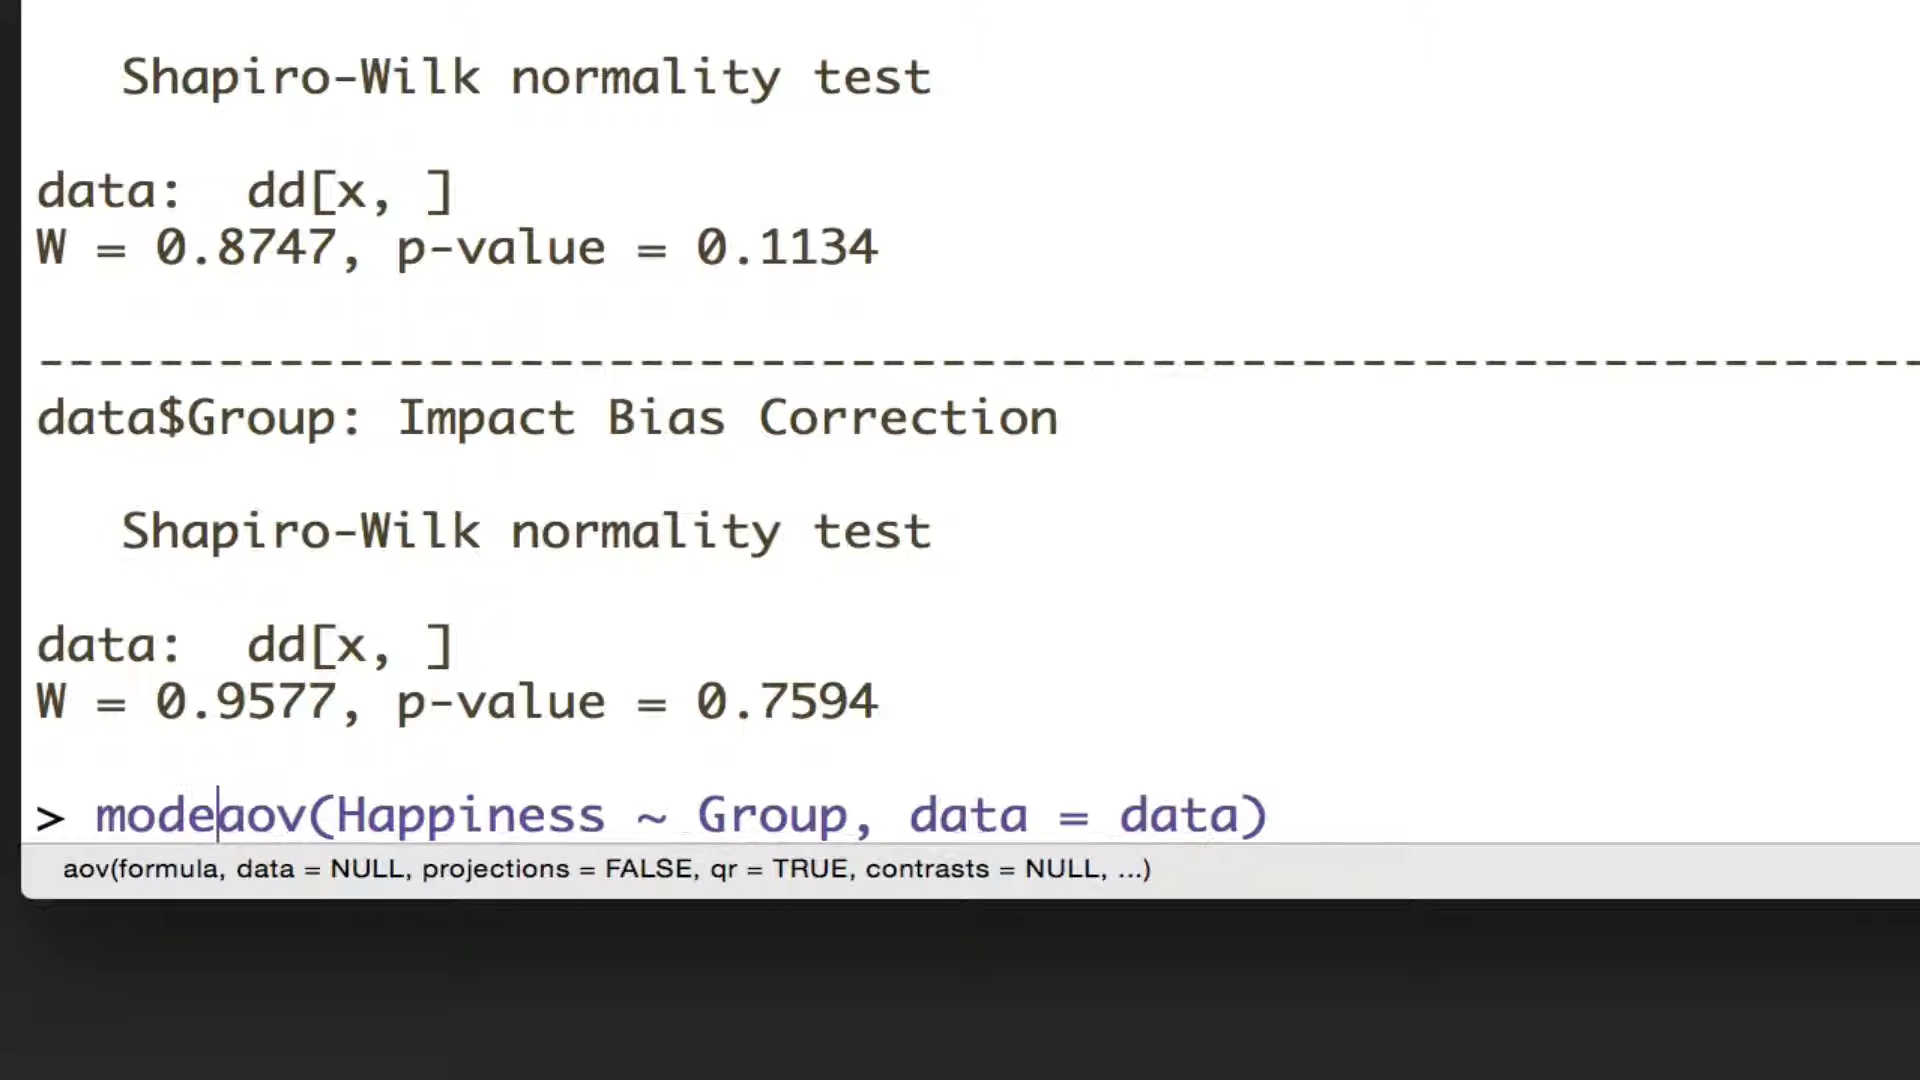 Shapiro-Wilk normality test
data:  dd[x, ]
W = 0.8747, p-value = 0.1134
---------------------------------------------------------------
data$Group: Impact Bias Correction
Shapiro-Wilk normality test
data:  dd[x, ]
W = 0.9577, p-value = 0.7594
> modeaov(Happiness ~ Group, data = data)
aov(formula, data = NULL, projections = FALSE, qr = TRUE, contrasts = NULL, ...)